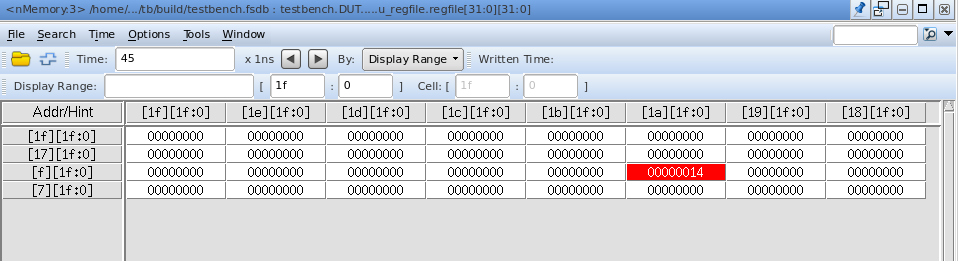 <nMemory:3> /home/.../tb/build/testbench.fsdb : testbench.DUT.....u_regfile.regfile[31:0][31:0]
File Search Time Options Tools Window
Time: 45 x 1ns By: Display Range Written Time:
Display Range: [ 1f : 0 ] Cell: [ 1f : 0 ]
Addr/Hint [1f][1f:0] [1e][1f:0] [1d][1f:0] [1c][1f:0] [1b][1f:0] [1a][1f:0] [19][1f:0] [18][1f:0]
[1f][1f:0] 00000000 00000000 00000000 00000000 00000000 00000000 00000000 00000000
[17][1f:0] 00000000 00000000 00000000 00000000 00000000 00000000 00000000 00000000
[f][1f:0] 00000000 00000000 00000000 00000000 00000000 00000014 00000000 00000000
[7][1f:0] 00000000 00000000 00000000 00000000 00000000 00000000 00000000 00000000